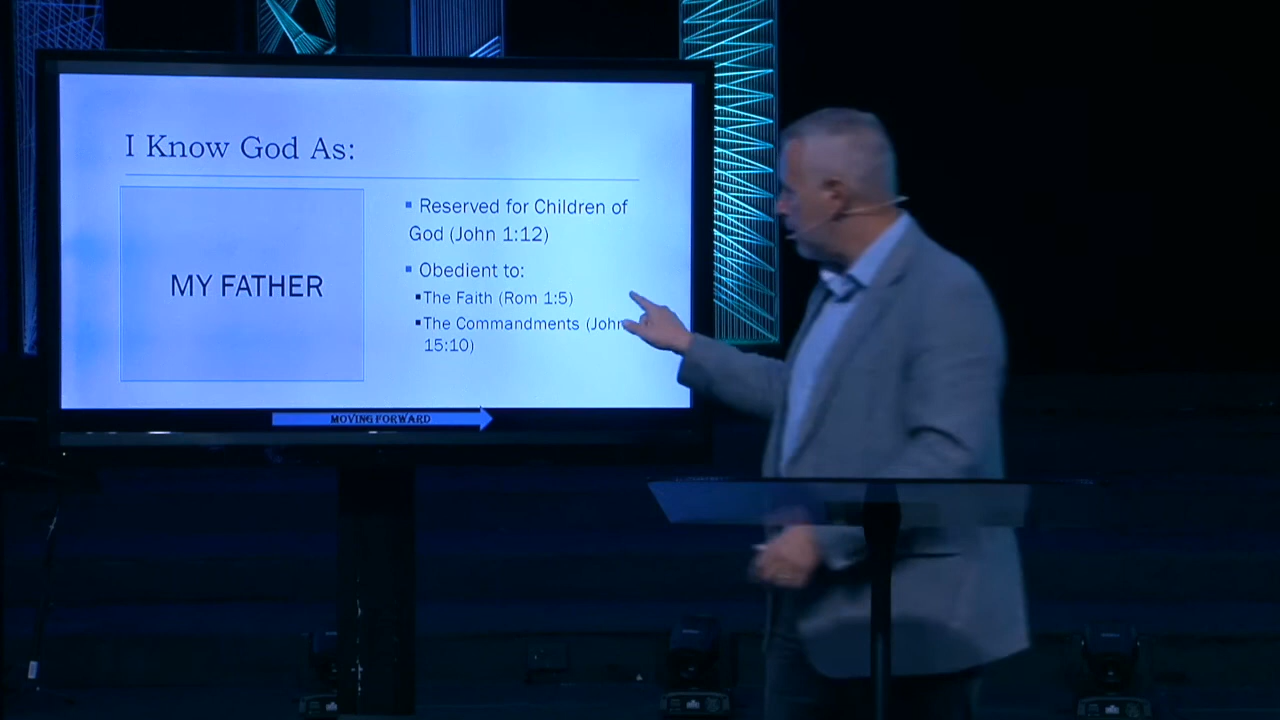 I Know God As:
MY FATHER
▪ Reserved for Children of
God (John 1:12)
▪ Obedient to:
▪The Faith (Rom 1:5)
▪The Commandments (John
15:10)
MOVING FORWARD